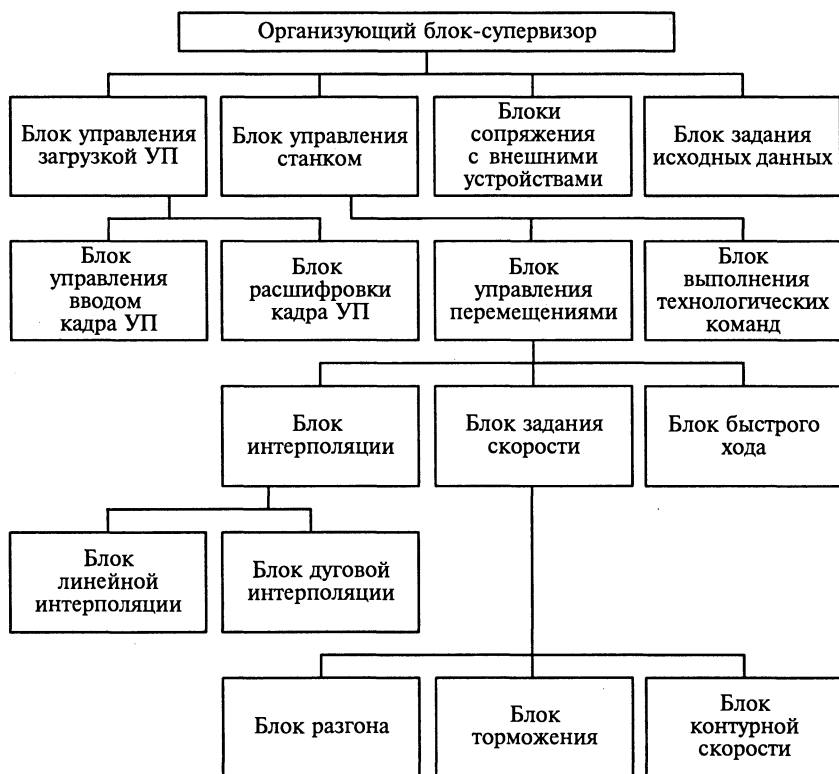 Организующий блок-супервизор
Блок управления
загрузкой УП
Блок управления
станком
Блоки
сопряжения
с внешними
устройствами
Блок задания
исходных данных
Блок
управления
вводом
кадра УП
Блок
расшифровки
кадра УП
Блок
управления
перемещениями
Блок
выполнения
технологических
команд
Блок
интерполяции
Блок задания
скорости
Блок быстрого
хода
Блок
линейной
интерполяции
Блок дуговой
интерполяции
Блок разгона
Блок
торможения
Блок
контурной
скорости